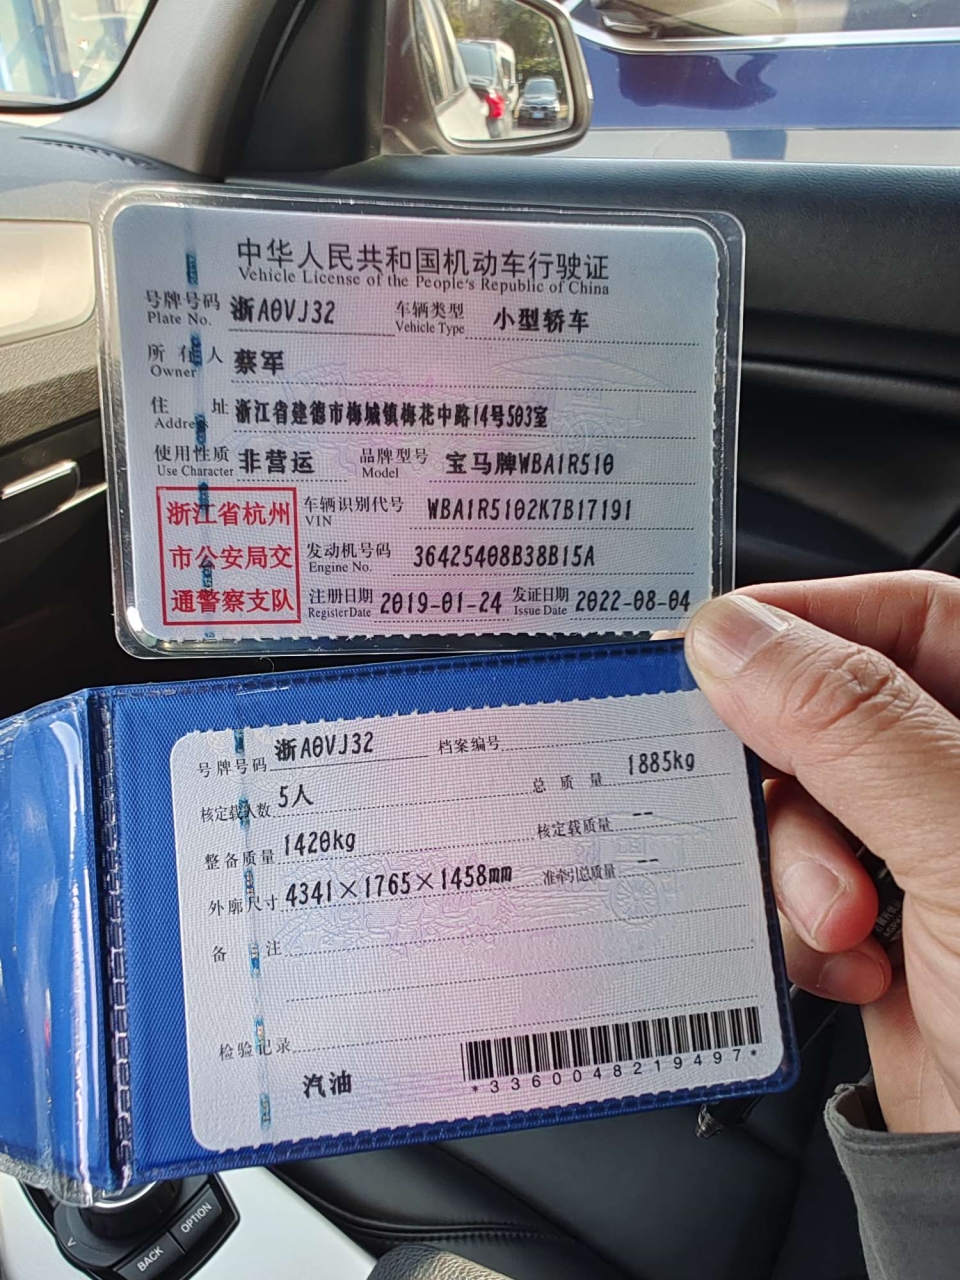 中华人民共和国机动车行驶证
Vehicle License of the People's Republic of China
号牌号码 浙A0VJ32 车辆类型 小型轿车
Plate No. Vehicle Type
所有人 蔡军
Owner
住址 浙江省建德市梅城镇梅花中路14号503室
Address
使用性质 非营运 品牌型号 宝马牌WBA1R510
Use Character Model
浙江省杭州
市公安局交
通警察支队
车辆识别代号 WBA1R5102K7B17191
VIN
发动机号码 36425408B38B15A
Engine No.
注册日期 2019-01-24 发证日期 2022-08-04
Register Date Issue Date
号牌号码 浙A0VJ32 档案编号
核定载人数 5人 总质量 1885kg
整备质量 1420kg 核定载质量 --
外廓尺寸 4341×1765×1458mm 准牵引总质量 --
备注
检验记录
汽油
*3360048219497*
BACK
OPTION